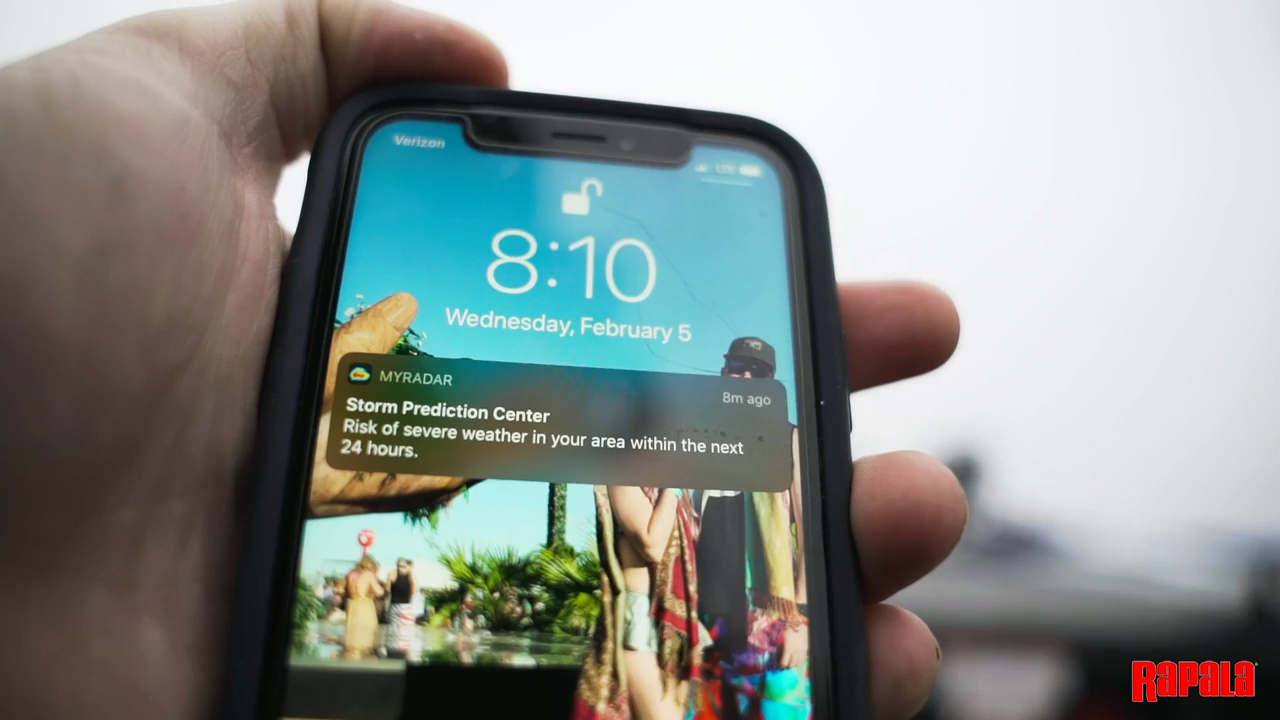 Verizon
LTE
8:10
Wednesday, February 5
MYRADAR
8m ago
Storm Prediction Center
Risk of severe weather in your area within the next
24 hours.
RAPALA